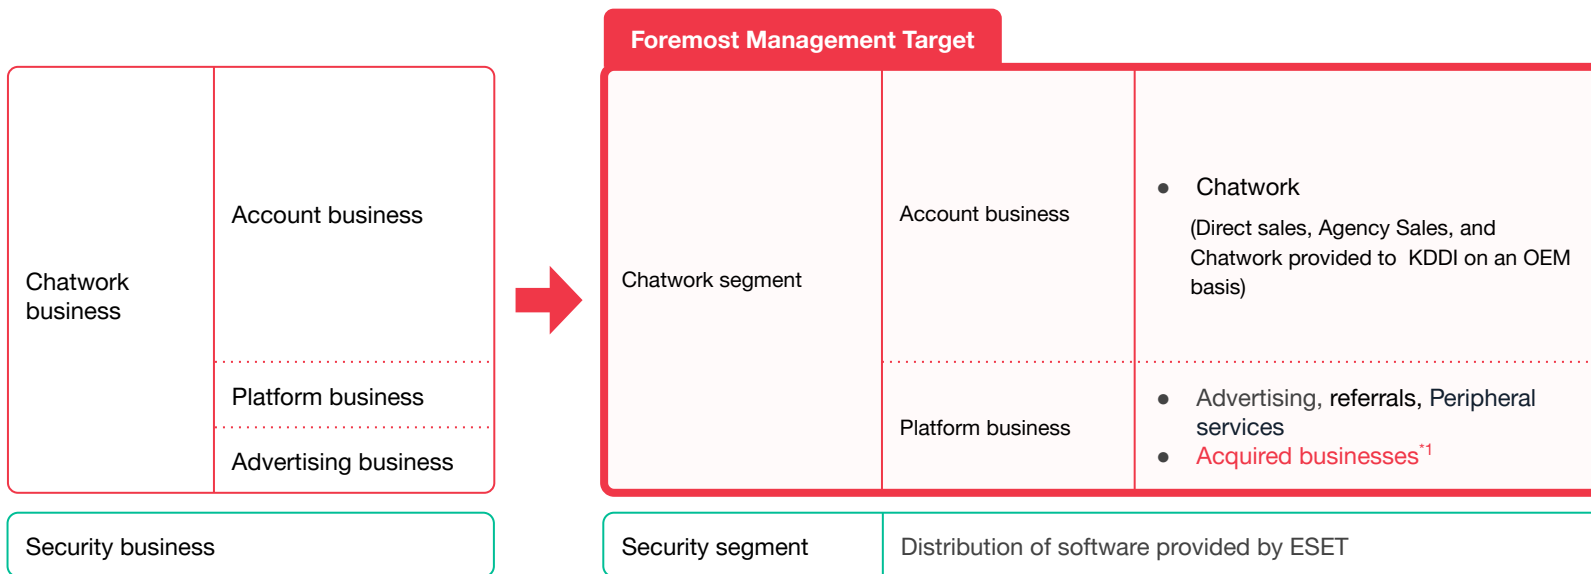 Foremost Management Target
Chatwork
business
Account business
Platform business
Advertising business
Security business
Chatwork segment
Account business
● Chatwork
(Direct sales, Agency Sales, and
Chatwork provided to KDDI on an OEM
basis)
Platform business
● Advertising, referrals, Peripheral
services
● Acquired businesses*1
Security segment
Distribution of software provided by ESET